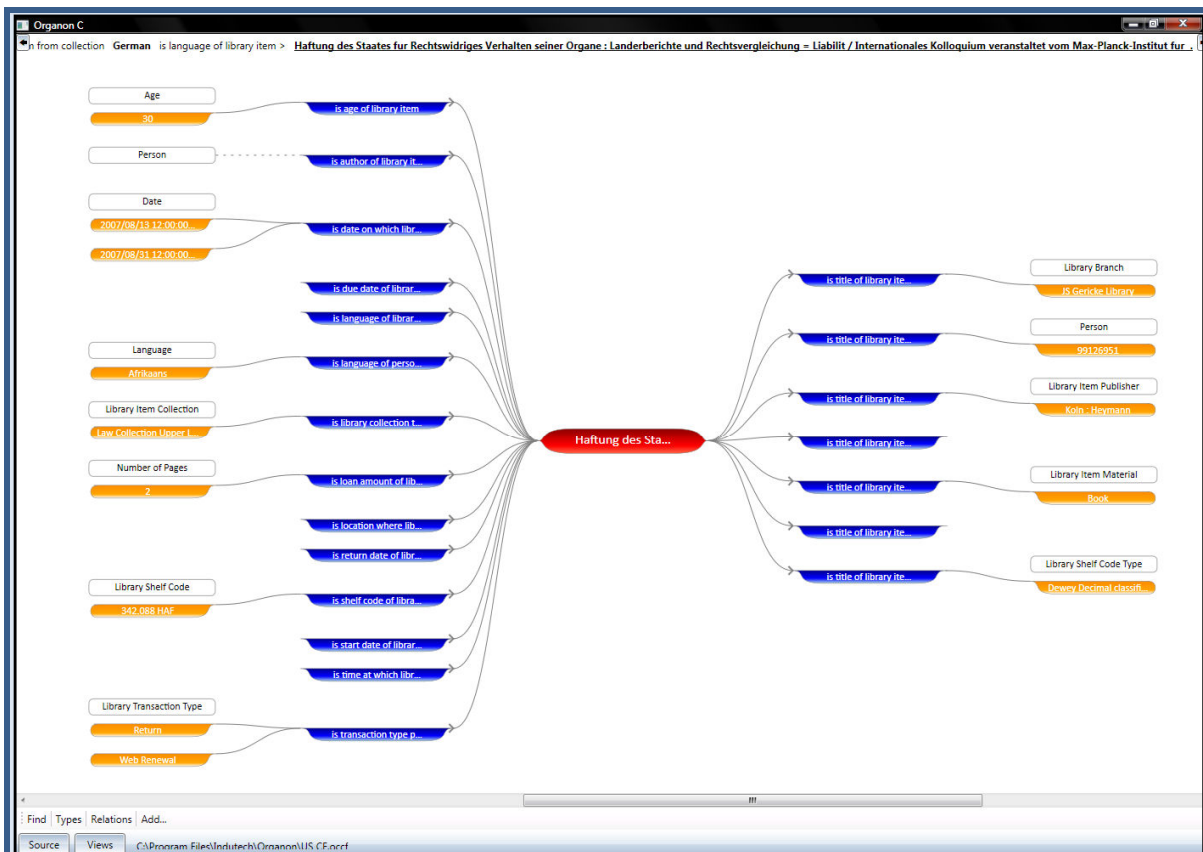 Organon C
n from collection German is language of library item > Haftung des Staates fur Rechtswidriges Verhalten seiner Organe : Landerberichte und Rechtsvergleichung = Liabilit / Internationales Kolloquium veranstaltet vom Max-Planck-Institut fur .
Age
30
is age of library item
Person
is author of library it...
Date
2007/08/13 12:00:00...
2007/08/31 12:00:00...
is date on which libr...
is due date of librar...
is language of librar...
Language
Afrikaans
is language of perso...
Library Item Collection
Law Collection Upper L...
is library collection t...
Number of Pages
2
is loan amount of lib...
is location where lib...
is return date of libr...
Library Shelf Code
342.088 HAF
is shelf code of libra...
is start date of librar...
is time at which libr...
Library Transaction Type
Return
Web Renewal
is transaction type p...
Haftung des Sta...
is title of library ite...
Library Branch
JS Gericke Library
is title of library ite...
Person
99126951
is title of library ite...
Library Item Publisher
Koln : Heymann
is title of library ite...
is title of library ite...
Library Item Material
Book
is title of library ite...
is title of library ite...
Library Shelf Code Type
Dewey Decimal classifi...
Find Types Relations Add...
Source Views C:\Program Files\Indutech\Organon\US CF.occf